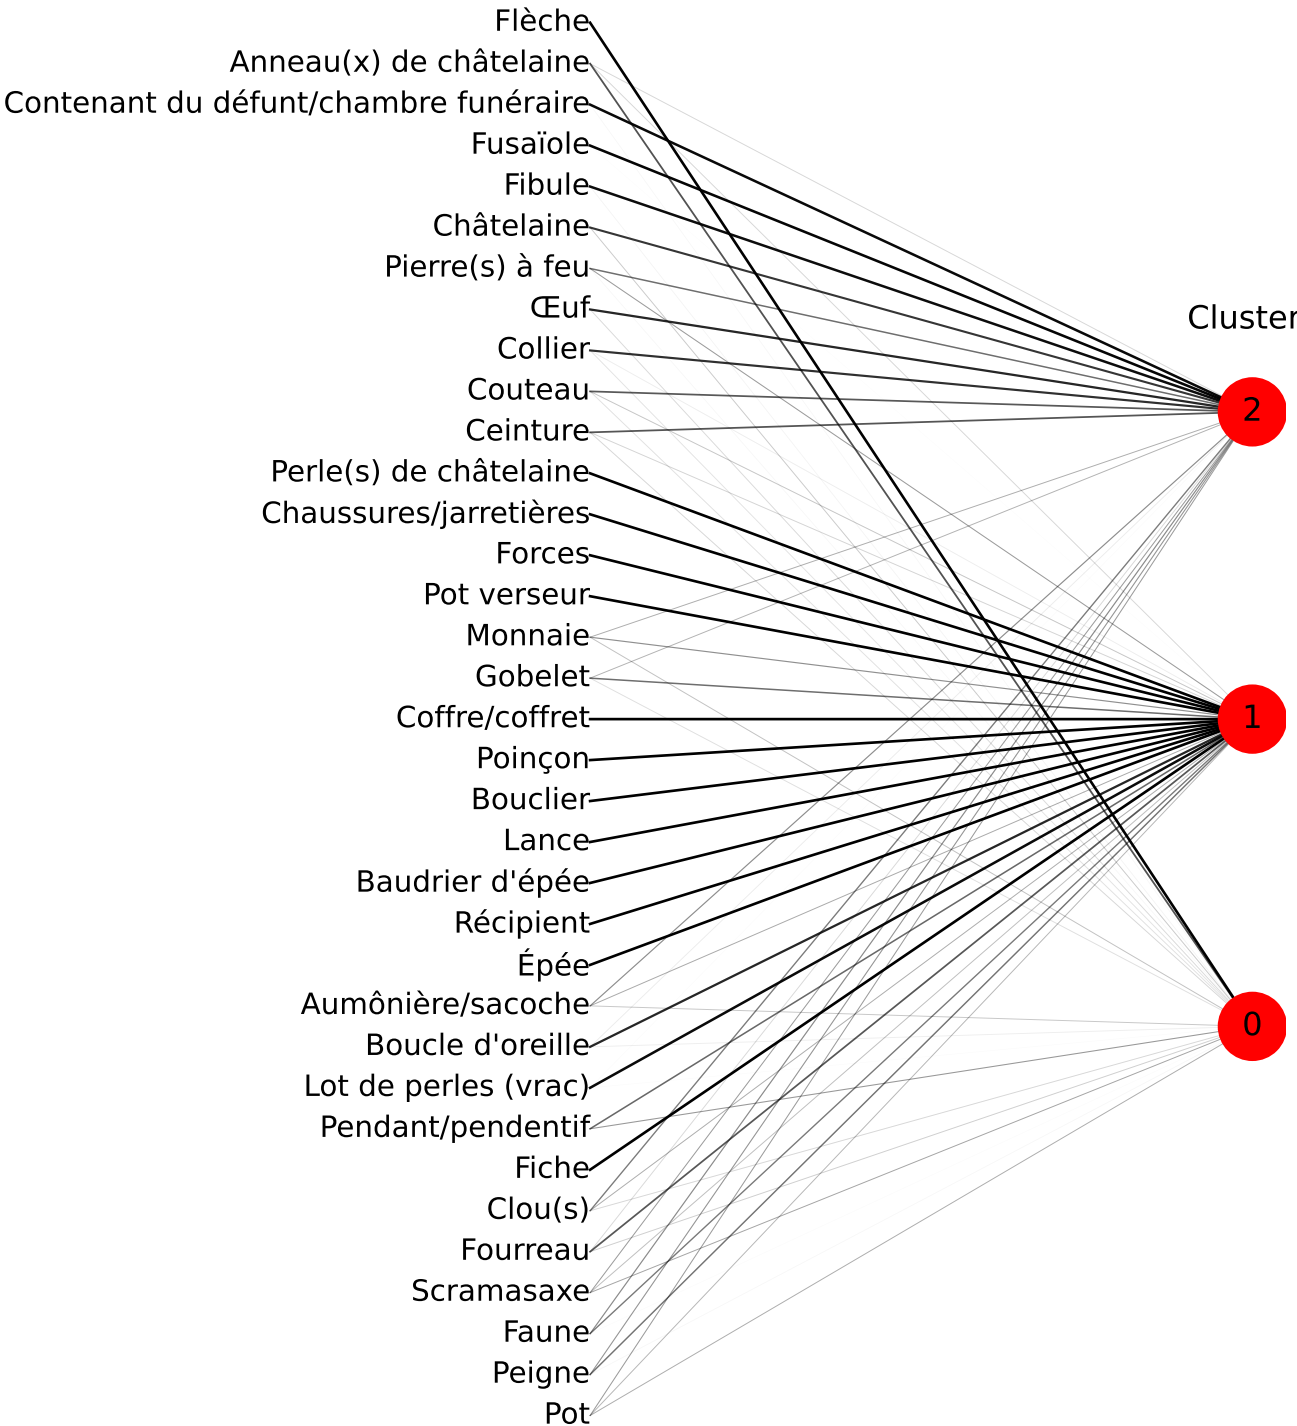 Flèche
Anneau(x) de châtelaine
Contenant du défunt/chambre funéraire
Fusaïole
Fibule
Châtelaine
Pierre(s) à feu
Œuf
Collier
Couteau
Ceinture
Perle(s) de châtelaine
Chaussures/jarretières
Forces
Pot verseur
Monnaie
Gobelet
Coffre/coffret
Poinçon
Bouclier
Lance
Baudrier d'épée
Récipient
Épée
Aumônière/sacoche
Boucle d'oreille
Lot de perles (vrac)
Pendant/pendentif
Fiche
Clou(s)
Fourreau
Scramasaxe
Faune
Peigne
Pot
Cluster
2
1
0